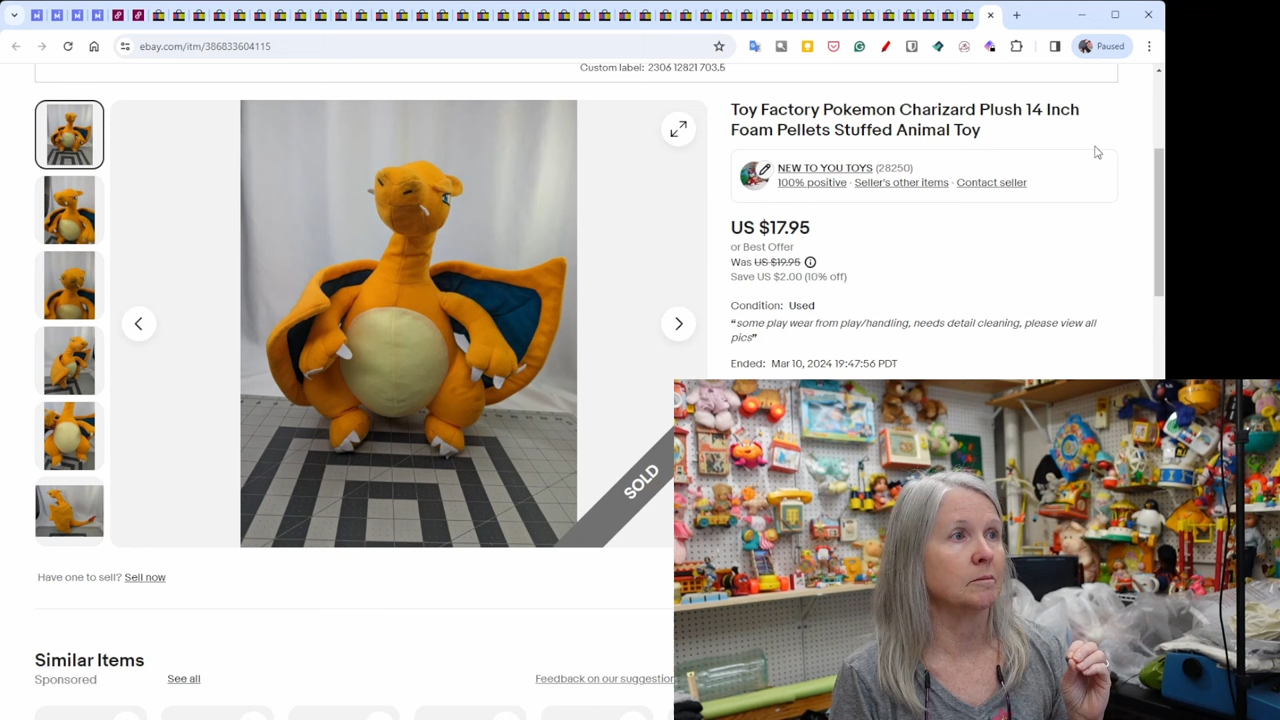 Paused
ebay.com/itm/386833604115
Custom label: 2306 12821 703.5
Toy Factory Pokemon Charizard Plush 14 Inch
Foam Pellets Stuffed Animal Toy
NEW TO YOU TOYS (28250)
100% positive · Seller's other items · Contact seller
US $17.95
or Best Offer
Was US $19.95
Save US $2.00 (10% off)
Condition: Used
“some play wear from play/handling, needs detail cleaning, please view all
pics”
Ended: Mar 10, 2024 19:47:56 PDT
SOLD
Have one to sell? Sell now
Similar Items
Sponsored
See all
Feedback on our suggestion